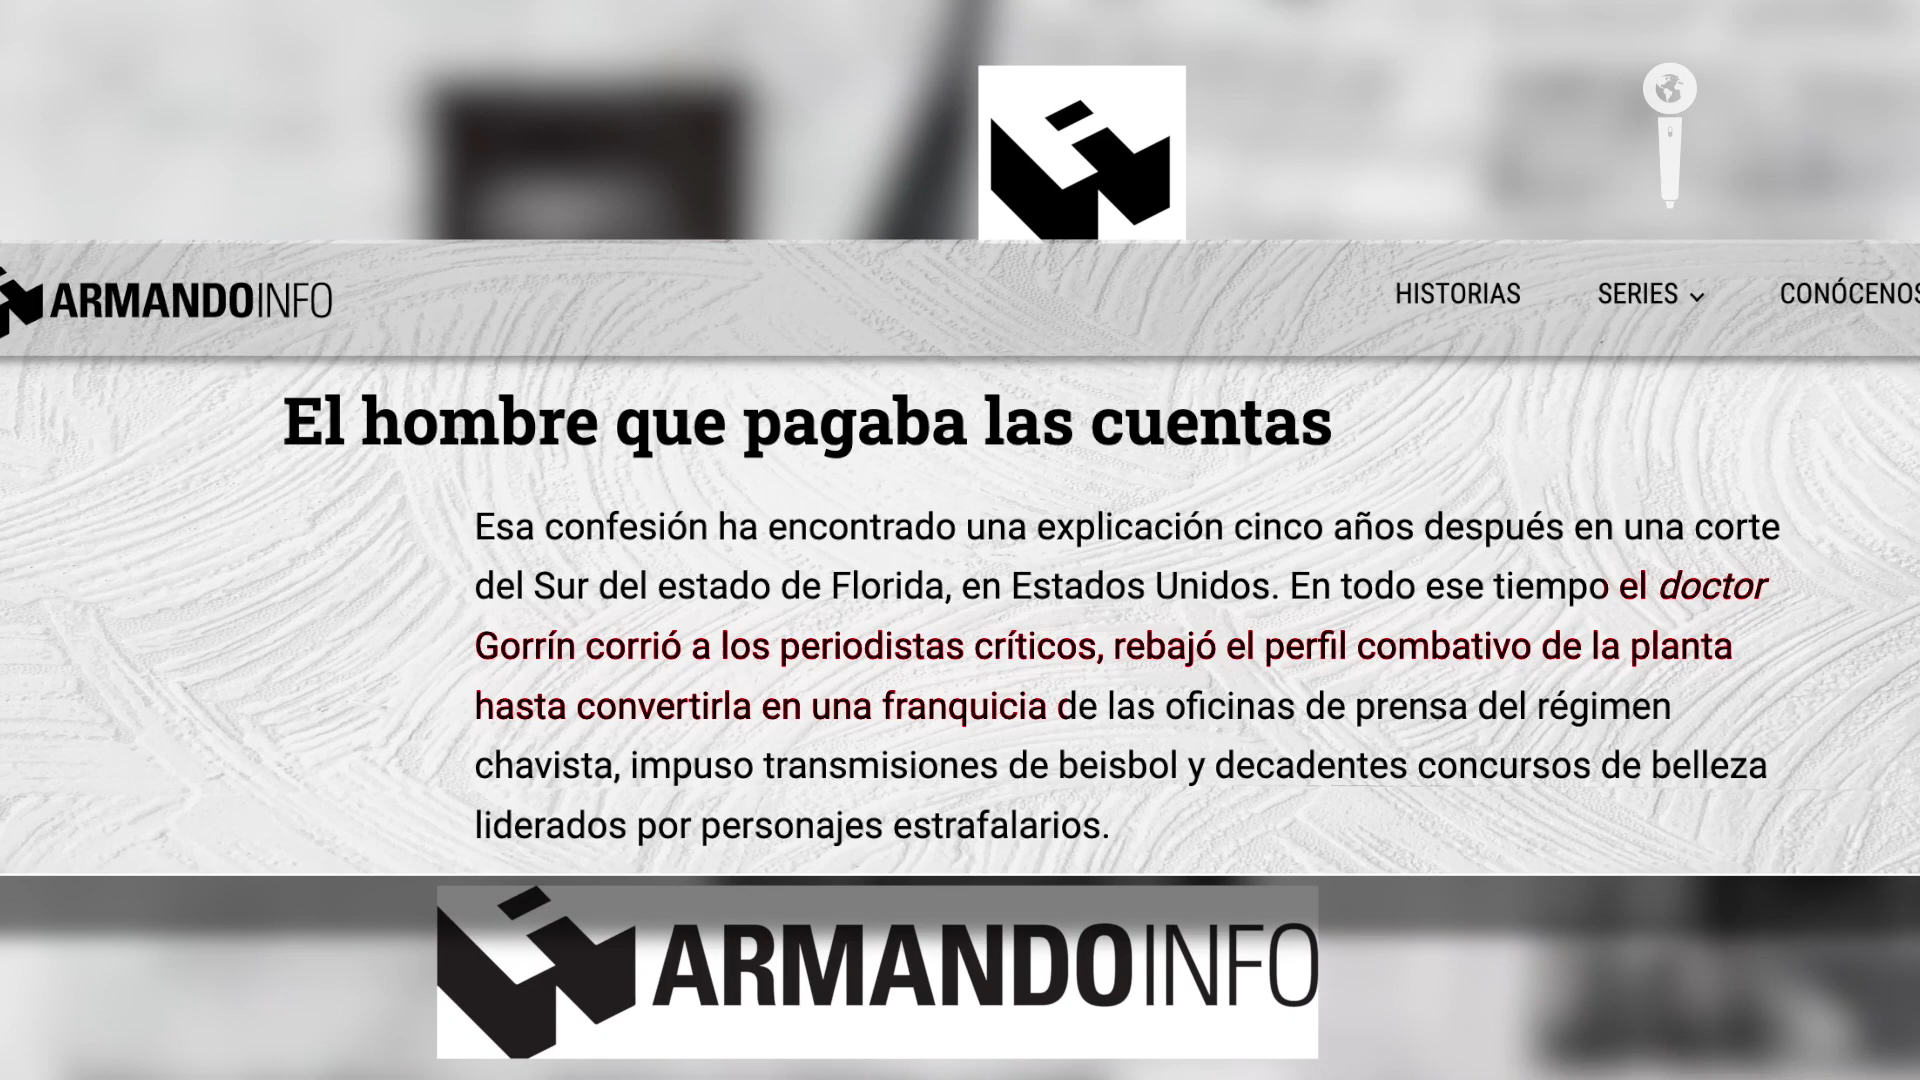 ARMANDOINFO
HISTORIAS
SERIES
CONÓCENOS
El hombre que pagaba las cuentas
Esa confesión ha encontrado una explicación cinco años después en una corte
del Sur del estado de Florida, en Estados Unidos. En todo ese tiempo el doctor
Gorrín corrió a los periodistas críticos, rebajó el perfil combativo de la planta
hasta convertirla en una franquicia de las oficinas de prensa del régimen
chavista, impuso transmisiones de beisbol y decadentes concursos de belleza
liderados por personajes estrafalarios.
ARMANDOINFO